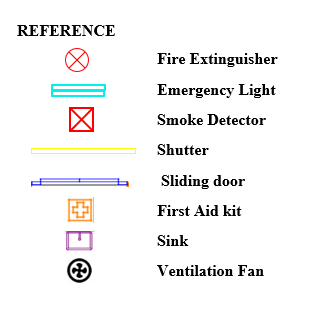 REFERENCE
Fire Extinguisher
Emergency Light
Smoke Detector
Shutter
Sliding door
First Aid kit
Sink
Ventilation Fan